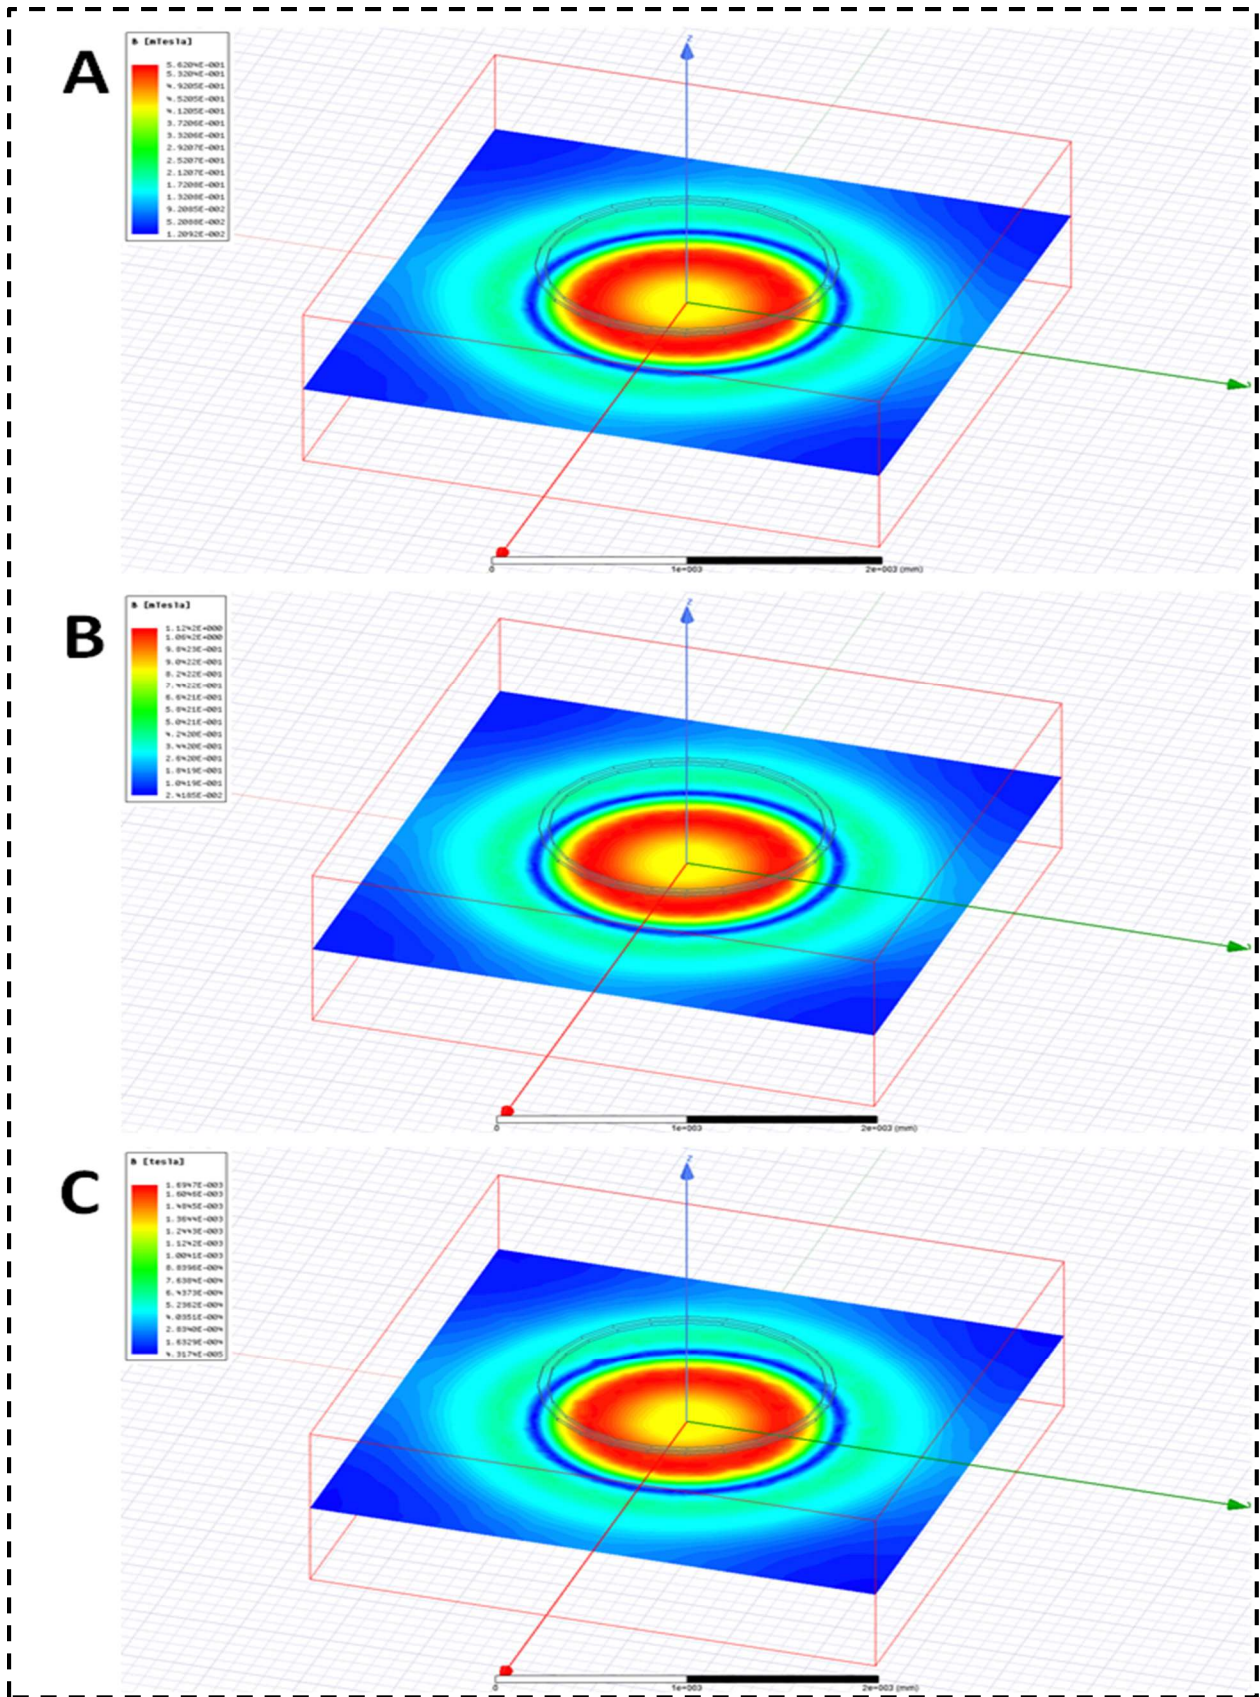 A
B [mTesla]
5.6204E-001
5.3204E-001
4.9205E-001
4.5205E-001
4.1205E-001
3.7206E-001
3.3206E-001
2.9207E-001
2.5207E-001
2.1207E-001
1.7208E-001
1.3208E-001
9.2085E-002
5.2088E-002
1.2092E-002
Z
0
1e+003
2e+003 (mm)
B
B [mTesla]
1.1242E+000
1.0642E+000
9.8423E-001
9.0422E-001
8.2422E-001
7.4422E-001
6.6421E-001
5.8421E-001
5.0421E-001
4.2420E-001
3.4420E-001
2.6420E-001
1.8419E-001
1.0419E-001
2.4185E-002
Z
0
1e+003
2e+003 (mm)
C
B [tesla]
1.6947E-003
1.6046E-003
1.4845E-003
1.3644E-003
1.2443E-003
1.1242E-003
1.0041E-003
8.8398E-004
7.6384E-004
6.4373E-004
5.2362E-004
4.0351E-004
2.8340E-004
1.6329E-004
4.3174E-005
Z
0
1e+003
2e+003 (mm)